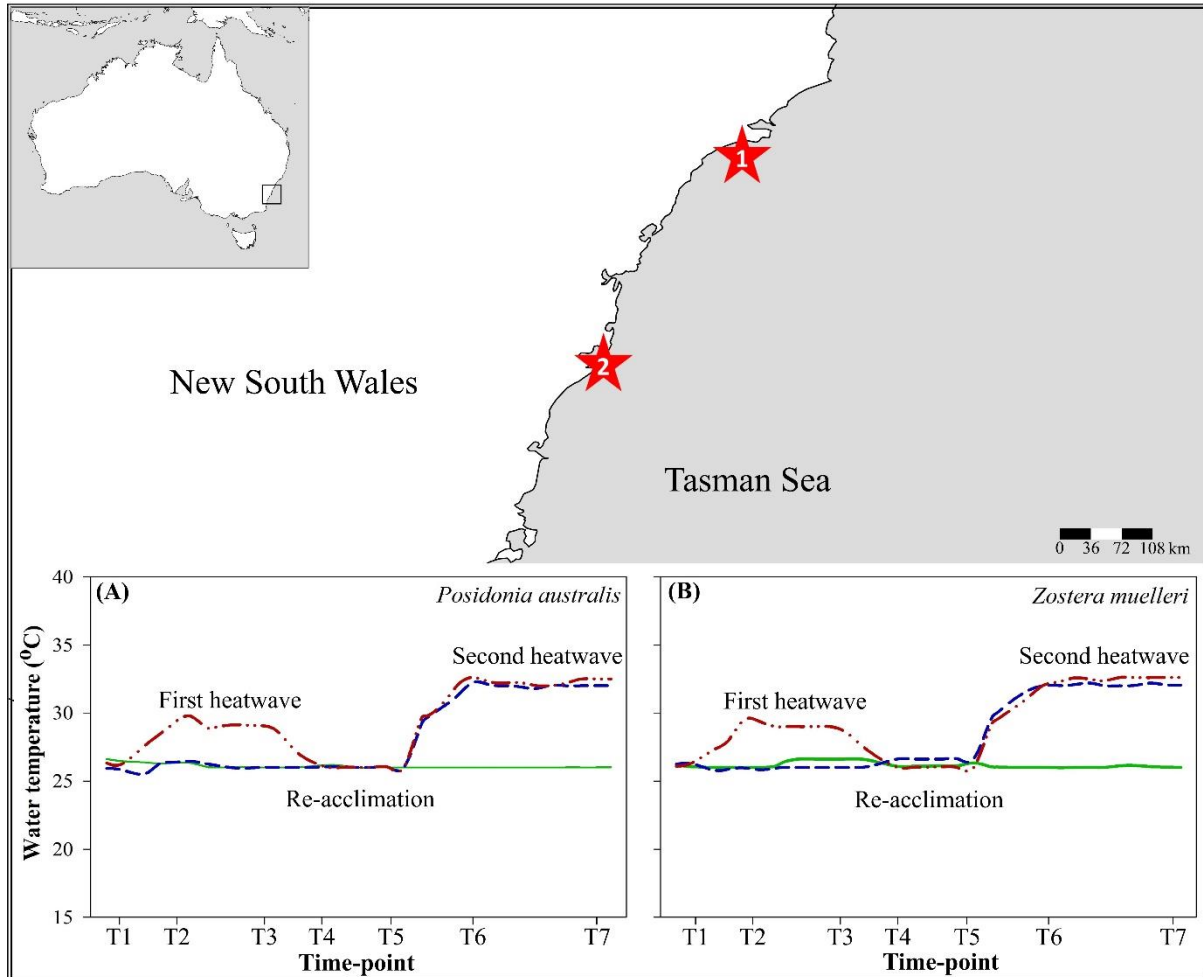 1
2
New South Wales
Tasman Sea
0 36 72 108 km
40
35
30
25
20
15
Water temperature (⁰C)
(A)
Posidonia australis
First heatwave
Second heatwave
Re-acclimation
T1 T2 T3 T4 T5 T6 T7
Time-point
(B)
Zostera muelleri
First heatwave
Second heatwave
Re-acclimation
T1 T2 T3 T4 T5 T6 T7
Time-point